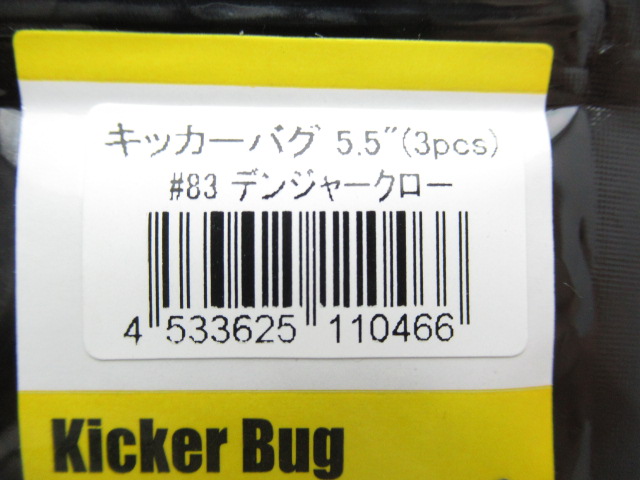 キッカーバグ 5.5"(3pcs)
#83 デンジャークロー
4 533625 110466
Kicker Bug